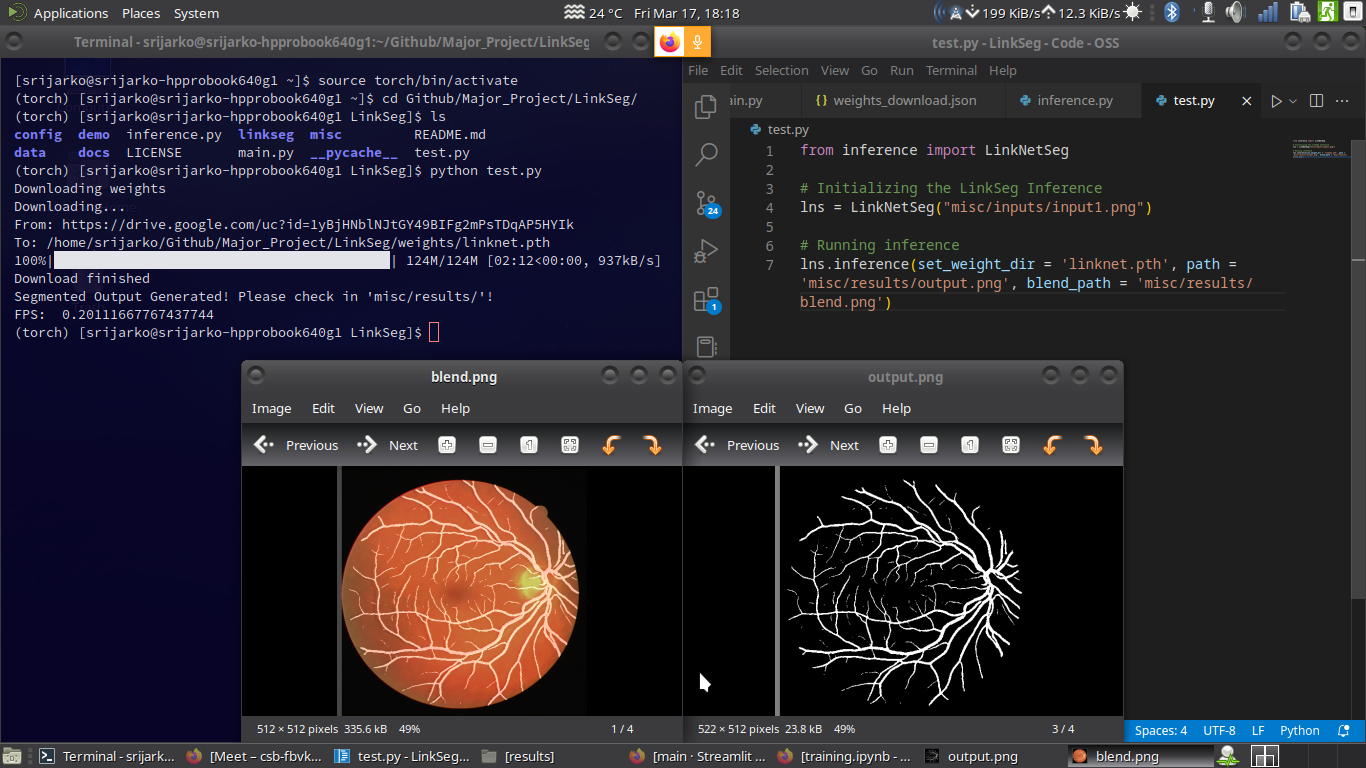 Applications Places System
24 °C Fri Mar 17, 18:18
199 KiB/s 12.3 KiB/s
Terminal - srijarko@srijarko-hpprobook640g1:~/Github/Major_Project/LinkSeg
[srijarko@srijarko-hpprobook640g1 ~]$ source torch/bin/activate
(torch) [srijarko@srijarko-hpprobook640g1 ~]$ cd Github/Major_Project/LinkSeg/
(torch) [srijarko@srijarko-hpprobook640g1 LinkSeg]$ ls
config demo inference.py linkseg misc README.md
data docs LICENSE main.py __pycache__ test.py
(torch) [srijarko@srijarko-hpprobook640g1 LinkSeg]$ python test.py
Downloading weights
Downloading...
From: https://drive.google.com/uc?id=1yBjHNblNJtGY49BIFg2mPsTDqAP5HYIk
To: /home/srijarko/Github/Major_Project/LinkSeg/weights/linknet.pth
100%| | 124M/124M [02:12<00:00, 937kB/s]
Download finished
Segmented Output Generated! Please check in 'misc/results/'!
FPS: 0.20111667767437744
(torch) [srijarko@srijarko-hpprobook640g1 LinkSeg]$
test.py - LinkSeg - Code - OSS
File Edit Selection View Go Run Terminal Help
ain.py weights_download.json inference.py test.py
test.py
24
1
1 from inference import LinkNetSeg
2
3 # Initializing the LinkSeg Inference
4 lns = LinkNetSeg("misc/inputs/input1.png")
5
6 # Running inference
7 lns.inference(set_weight_dir = 'linknet.pth', path =
'misc/results/output.png', blend_path = 'misc/results/
blend.png')
blend.png
Image Edit View Go Help
Previous Next
512 × 512 pixels 335.6 kB 49% 1 / 4
output.png
Image Edit View Go Help
Previous Next
522 × 512 pixels 23.8 kB 49% 3 / 4
Spaces: 4 UTF-8 LF Python
Terminal - srijark... [Meet – csb-fbvk... test.py - LinkSeg... [results] [main · Streamlit ... [training.ipynb - ... output.png blend.png